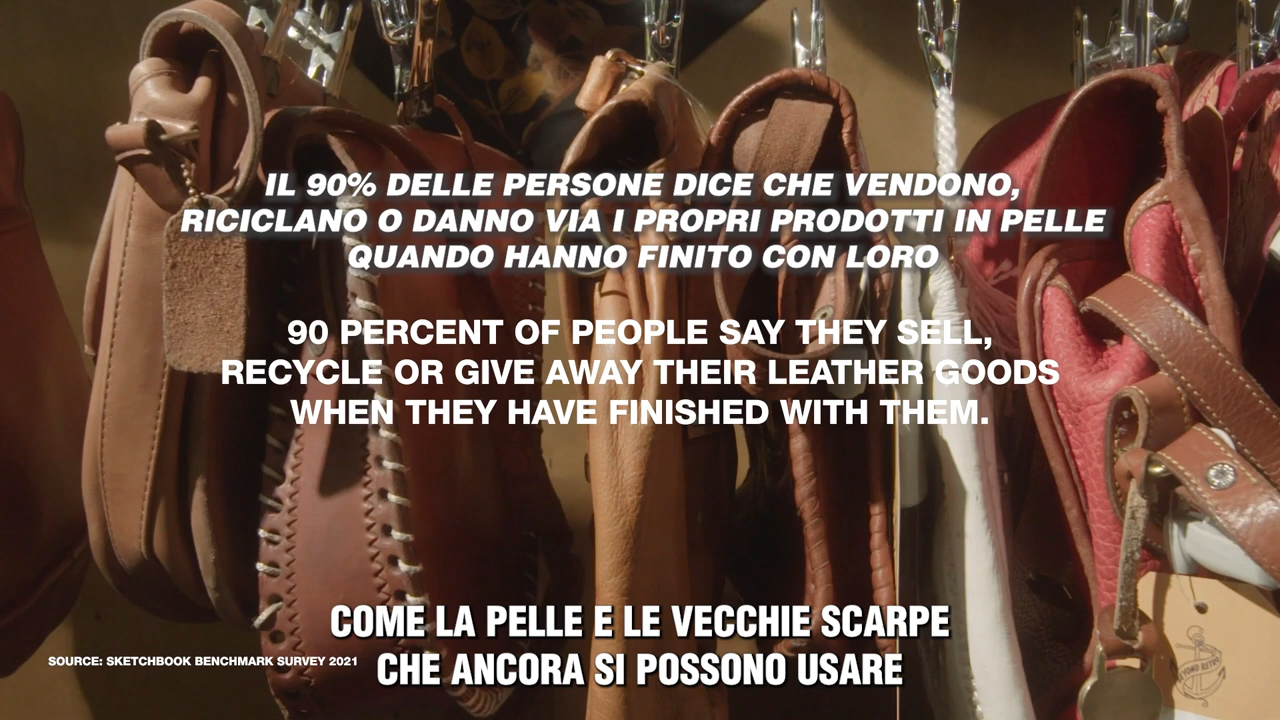 IL 90% DELLE PERSONE DICE CHE VENDONO,
RICICLANO O DANNO VIA I PROPRI PRODOTTI IN PELLE
QUANDO HANNO FINITO CON LORO
90 PERCENT OF PEOPLE SAY THEY SELL,
RECYCLE OR GIVE AWAY THEIR LEATHER GOODS
WHEN THEY HAVE FINISHED WITH THEM.
COME LA PELLE E LE VECCHIE SCARPE
SOURCE: SKETCHBOOK BENCHMARK SURVEY 2021
CHE ANCORA SI POSSONO USARE